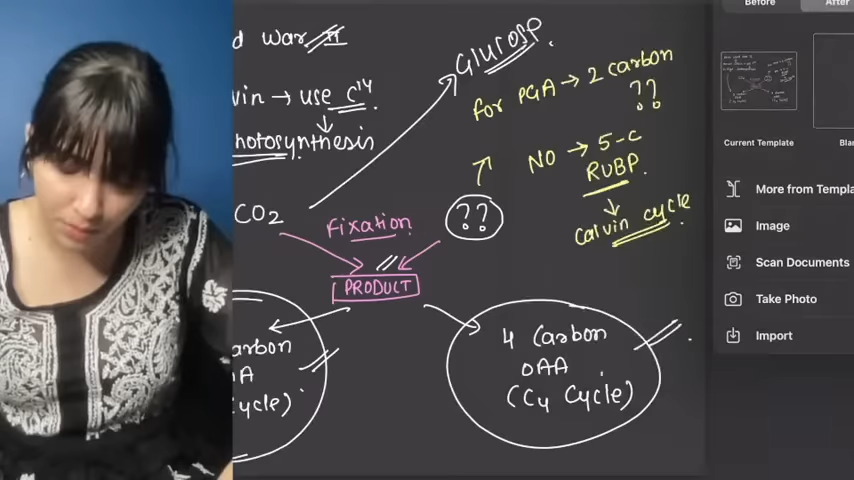 d War II
Glucose.
vin → use C14
hotosynthesis
for PGA → 2 carbon
??
NO → 5-C
RUBP.
Calvin cycle
CO2
Fixation
??
PRODUCT
arbon
A
ycle)
4 Carbon
OAA
(C4 Cycle)
Before
After
Current Template
Blan
More from Templa
Image
Scan Documents
Take Photo
Import